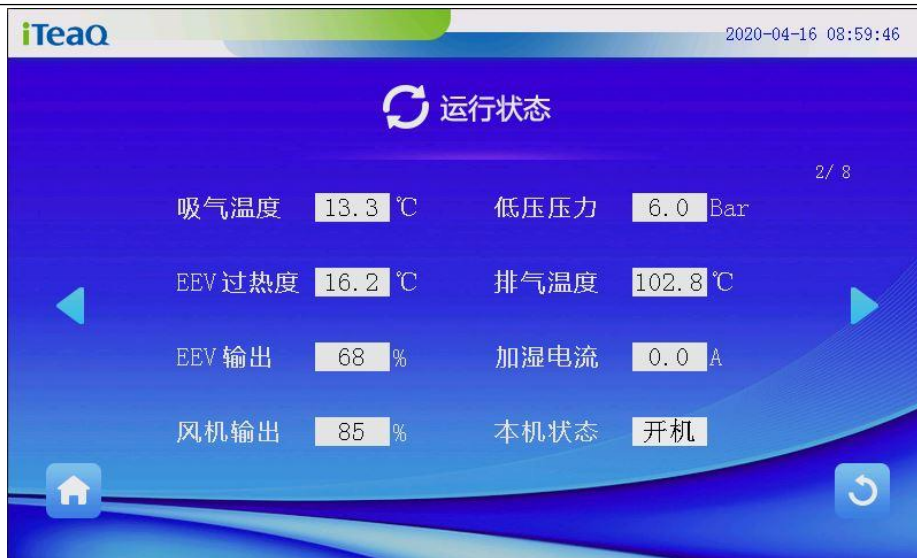 iTeaQ 2020-04-16 08:59:46
运行状态
2/ 8
吸气温度 13.3 ℃ 低压压力 6.0 Bar
EEV过热度 16.2 ℃ 排气温度 102.8 ℃
EEV输出 68 % 加湿电流 0.0 A
风机输出 85 % 本机状态 开机